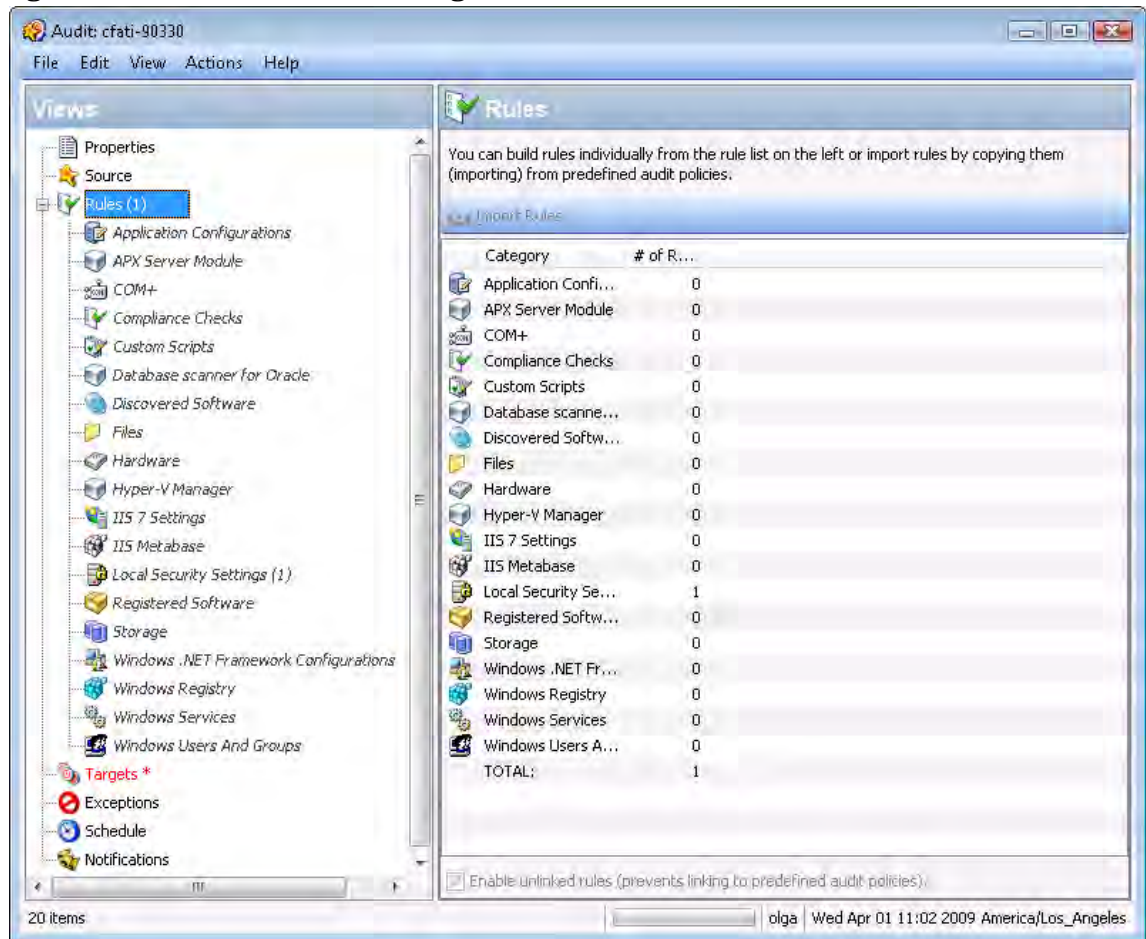 Audit: cfati-90330
File Edit View Actions Help
Views
Properties
Source
Rules (1)
Application Configurations
APX Server Module
COM+
Compliance Checks
Custom Scripts
Database scanner for Oracle
Discovered Software
Files
Hardware
Hyper-V Manager
IIS 7 Settings
IIS Metabase
Local Security Settings (1)
Registered Software
Storage
Windows .NET Framework Configurations
Windows Registry
Windows Services
Windows Users And Groups
Targets *
Exceptions
Schedule
Notifications
Rules
You can build rules individually from the rule list on the left or import rules by copying them
(importing) from predefined audit policies.
Import Rules
Category # of R...
Application Confi... 0
APX Server Module 0
COM+ 0
Compliance Checks 0
Custom Scripts 0
Database scanne... 0
Discovered Softw... 0
Files 0
Hardware 0
Hyper-V Manager 0
IIS 7 Settings 0
IIS Metabase 0
Local Security Se... 1
Registered Softw... 0
Storage 0
Windows .NET Fr... 0
Windows Registry 0
Windows Services 0
Windows Users A... 0
TOTAL: 1
Enable unlinked rules (prevents linking to predefined audit policies).
20 items
olga Wed Apr 01 11:02 2009 America/Los_Angeles